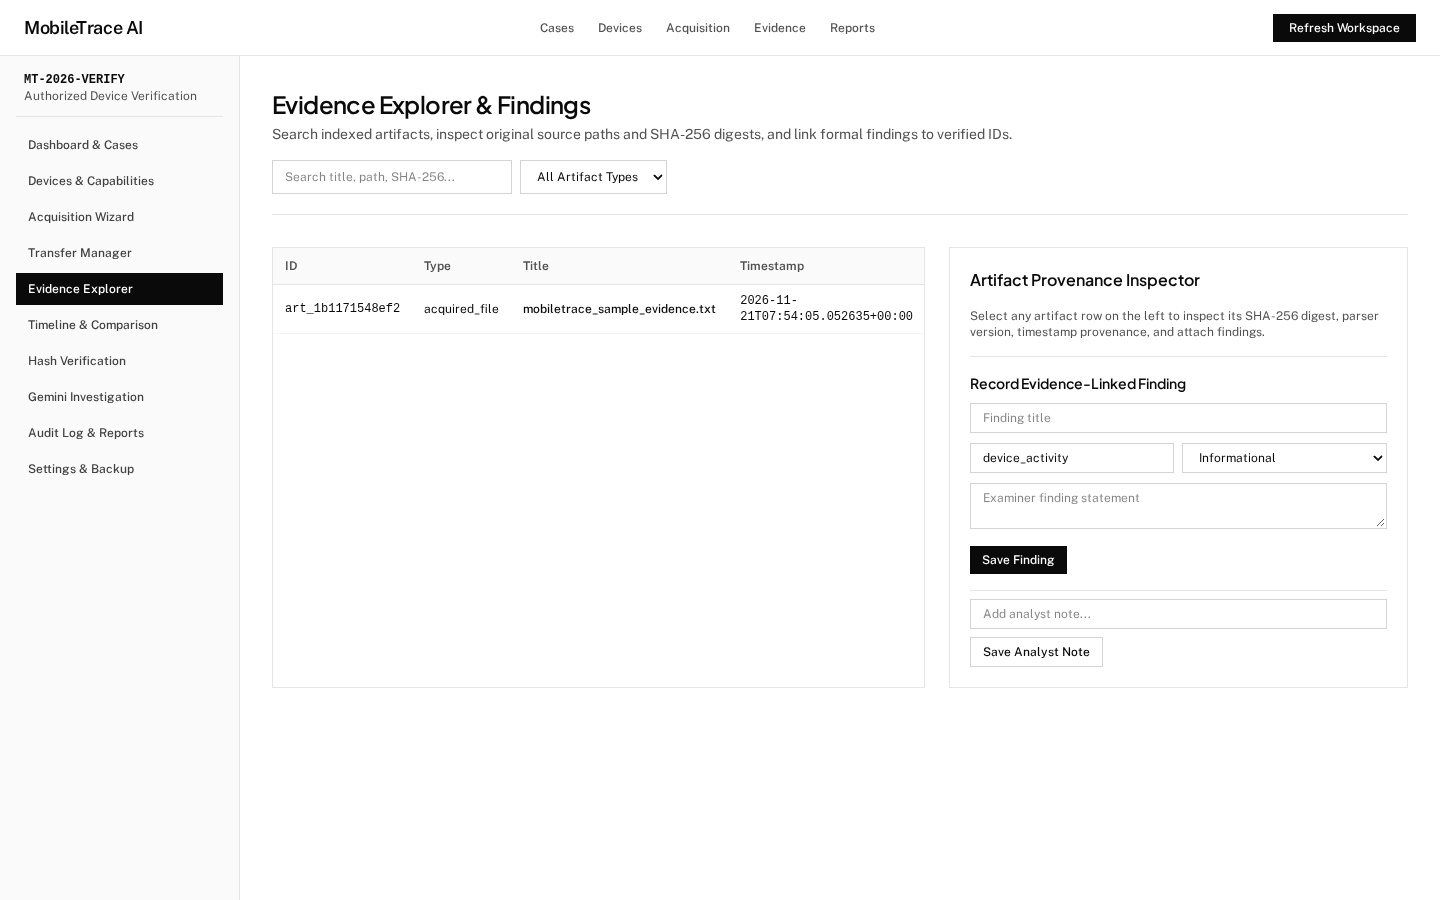 MobileTrace AI
Cases
Devices
Acquisition
Evidence
Reports
Refresh Workspace
MT-2026-VERIFY
Authorized Device Verification
Dashboard & Cases
Devices & Capabilities
Acquisition Wizard
Transfer Manager
Evidence Explorer
Timeline & Comparison
Hash Verification
Gemini Investigation
Audit Log & Reports
Settings & Backup
Evidence Explorer & Findings
Search indexed artifacts, inspect original source paths and SHA-256 digests, and link formal findings to verified IDs.
Search title, path, SHA-256...
All Artifact Types
ID
Type
Title
Timestamp
art_1b1171548ef2
acquired_file
mobiletrace_sample_evidence.txt
2026-11-
21T07:54:05.052635+00:00
Artifact Provenance Inspector
Select any artifact row on the left to inspect its SHA-256 digest, parser
version, timestamp provenance, and attach findings.
Record Evidence-Linked Finding
Finding title
device_activity
Informational
Examiner finding statement
Save Finding
Add analyst note...
Save Analyst Note